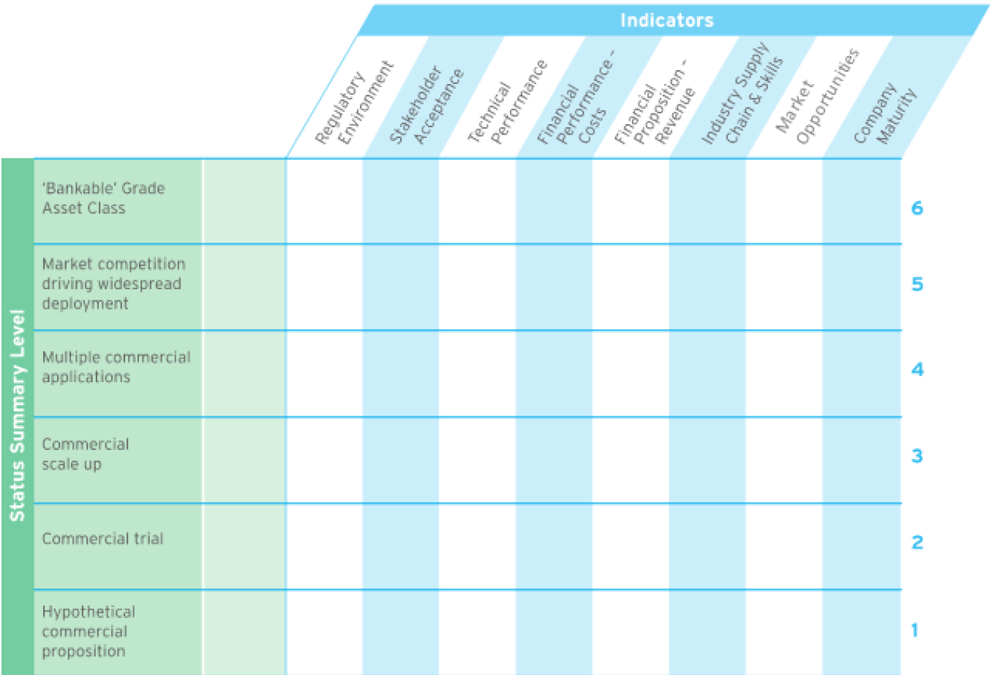 Indicators
Regulatory
Environment
Stakeholder
Acceptance
Technical
Performance
Financial
Performance –
Costs
Financial
Proposition –
Revenue
Industry Supply
Chain & Skills
Market
Opportunities
Company
Maturity
Status Summary Level
‘Bankable’ Grade
Asset Class
6
Market competition
driving widespread
deployment
5
Multiple commercial
applications
4
Commercial
scale up
3
Commercial trial
2
Hypothetical
commercial
proposition
1